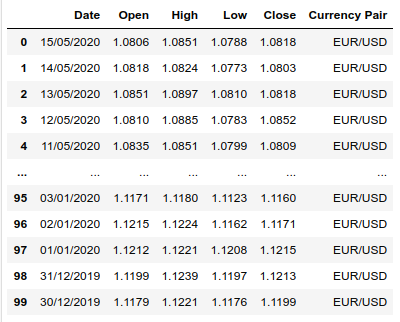 Date Open High Low Close Currency Pair
0 15/05/2020 1.0806 1.0851 1.0788 1.0818 EUR/USD
1 14/05/2020 1.0818 1.0824 1.0773 1.0803 EUR/USD
2 13/05/2020 1.0851 1.0897 1.0810 1.0818 EUR/USD
3 12/05/2020 1.0810 1.0885 1.0783 1.0852 EUR/USD
4 11/05/2020 1.0835 1.0851 1.0799 1.0809 EUR/USD
... ... ... ... ... ... ...
95 03/01/2020 1.1171 1.1180 1.1123 1.1160 EUR/USD
96 02/01/2020 1.1215 1.1224 1.1162 1.1171 EUR/USD
97 01/01/2020 1.1212 1.1221 1.1208 1.1215 EUR/USD
98 31/12/2019 1.1199 1.1239 1.1197 1.1213 EUR/USD
99 30/12/2019 1.1179 1.1221 1.1176 1.1199 EUR/USD